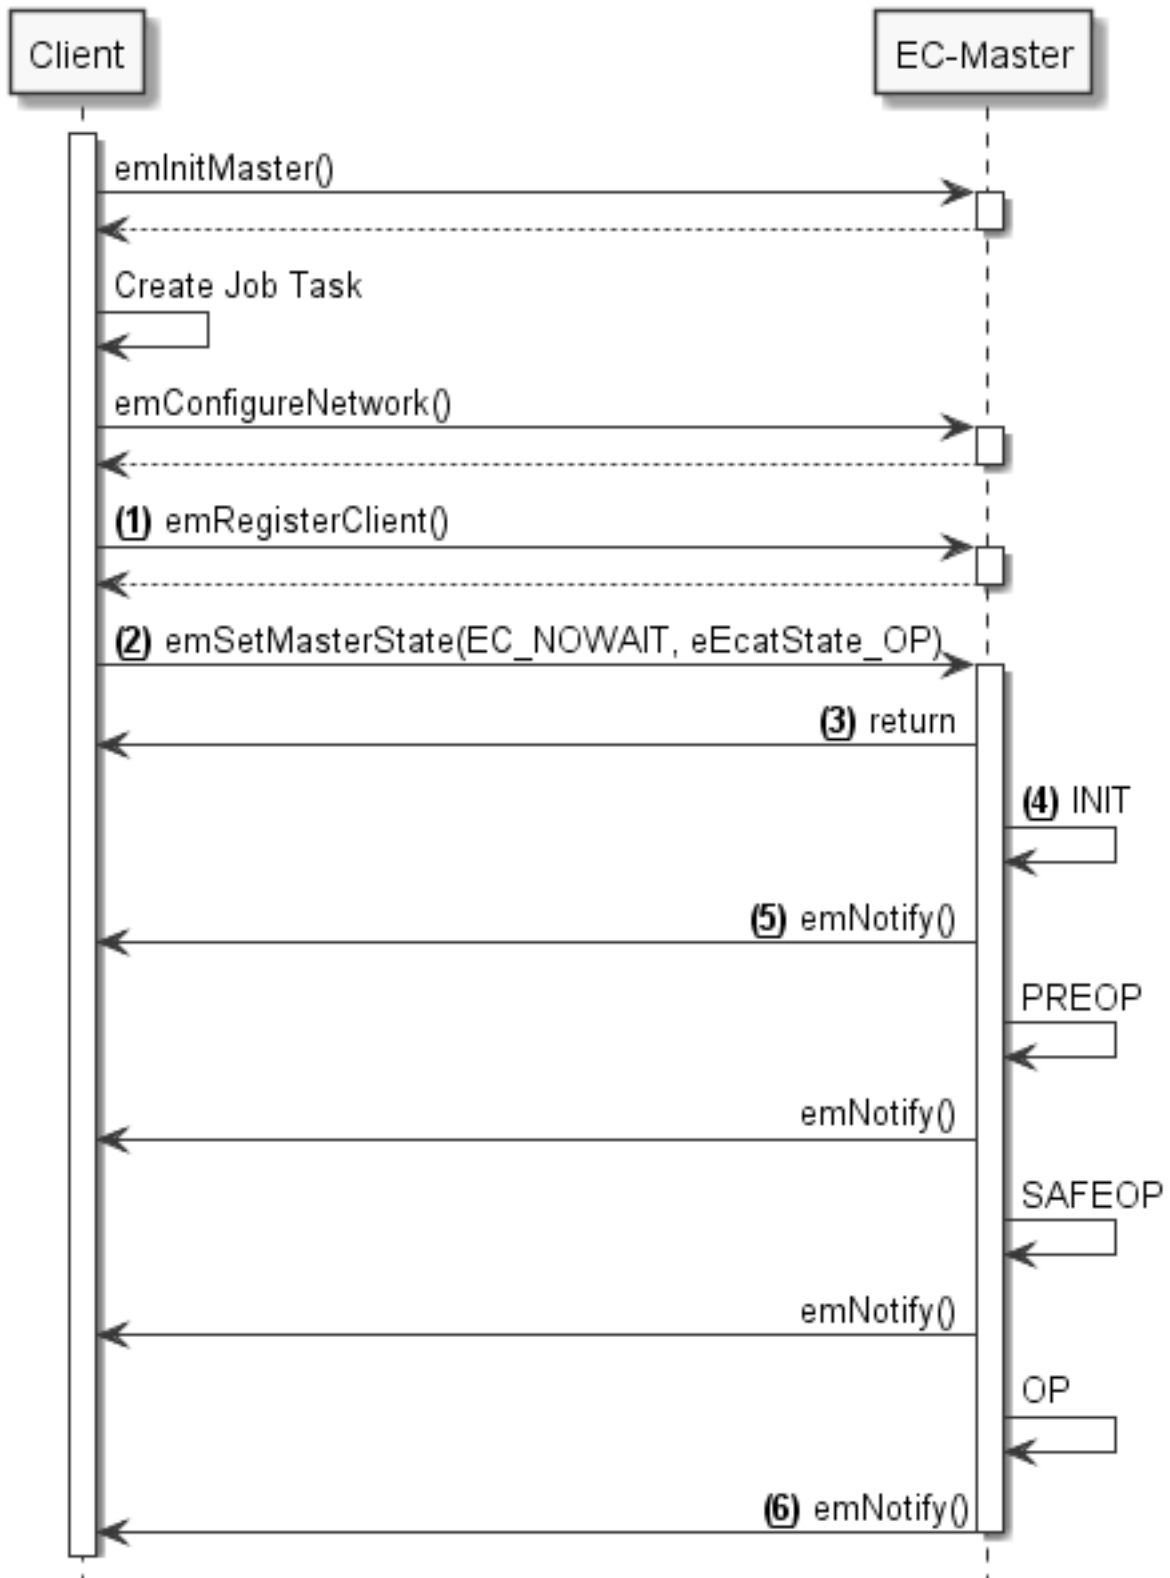 Client
EC-Master
emInitMaster()
Create Job Task
emConfigureNetwork()
(1) emRegisterClient()
(2) emSetMasterState(EC_NOWAIT, eEcatState_OP)
(3) return
(4) INIT
(5) emNotify()
PREOP
emNotify()
SAFEOP
emNotify()
OP
(6) emNotify()